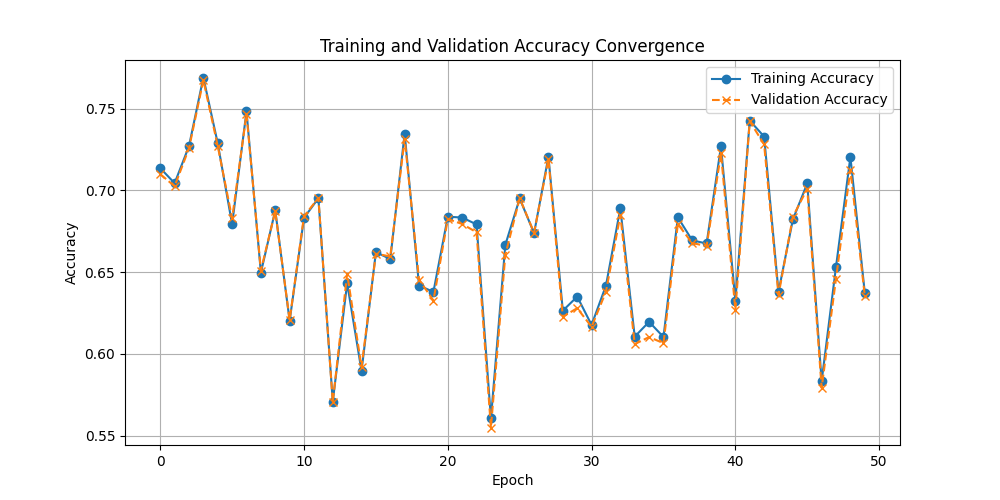 Training and Validation Accuracy Convergence
Training Accuracy
Validation Accuracy
Accuracy
0.75
0.70
0.65
0.60
0.55
0 10 20 30 40 50
Epoch